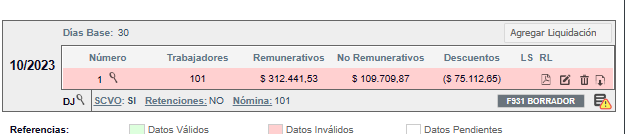 Días Base: 30
Agregar Liquidación
10/2023
Número Trabajadores Remunerativos No Remunerativos Descuentos LS RL
1 101 $ 312.441,53 $ 109.709,87 ($ 75.112,65)
DJ SCVO: SI Retenciones: NO Nómina: 101 F931 BORRADOR
Referencias: Datos Válidos Datos Inválidos Datos Pendientes